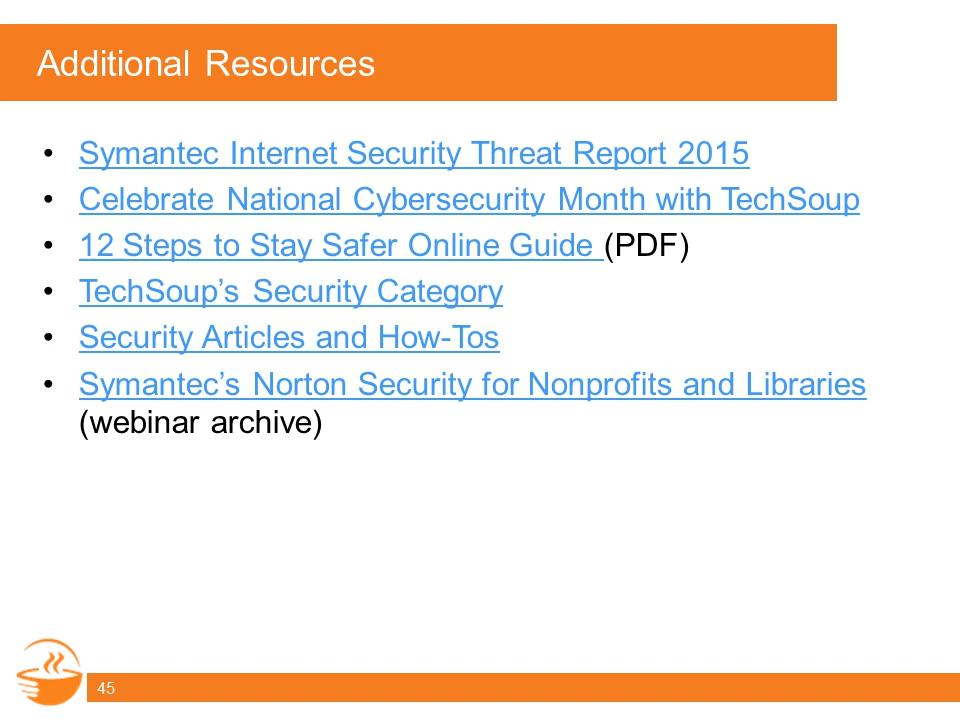 Additional Resources
• Symantec Internet Security Threat Report 2015
• Celebrate National Cybersecurity Month with TechSoup
• 12 Steps to Stay Safer Online Guide (PDF)
• TechSoup’s Security Category
• Security Articles and How-Tos
• Symantec’s Norton Security for Nonprofits and Libraries
(webinar archive)
45